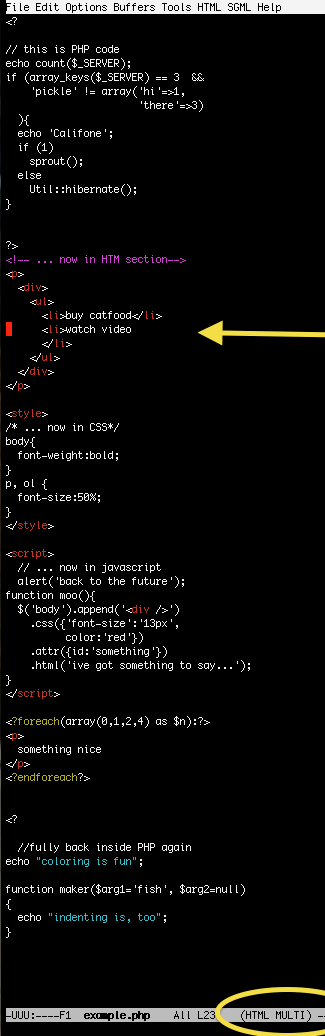 File Edit Options Buffers Tools HTML SGML Help
<?

// this is PHP code
echo count($_SERVER);
if (array_keys($_SERVER) == 3  &&
    'pickle' != array('hi'=>1,
                      'there'=>3)
  ){
  echo 'Califone';
  if (1)
    sprout();
  else
    Util::hibernate();
}

?>
<!-- ... now in HTM section-->
<p>
  <div>
    <ul>
      <li>buy catfood</li>
      <li>watch video
      </li>
    </ul>
  </div>
</p>

<style>
/* ... now in CSS*/
body{
  font-weight:bold;
}
p, ol {
  font-size:50%;
}
</style>

<script>
  // ... now in javascript
  alert('back to the future');
function moo(){
  $('body').append('<div />')
    .css({'font-size':'13px',
          color:'red'})
    .attr({id:'something'})
    .html('ive got something to say...');
}
</script>

<?foreach(array(0,1,2,4) as $n):?>
<p>
  something nice
</p>
<?endforeach?>

<?

  //fully back inside PHP again
echo "coloring is fun";

function maker($arg1='fish', $arg2=null)
{
  echo "indenting is, too";
}

-UUU:----F1  example.php    All L23    (HTML MULTI) --